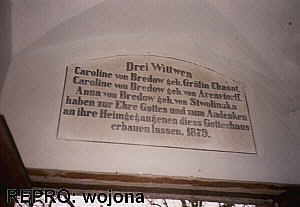 Drei Wittwen
Caroline von Bredow geb. Gräfin Chasot,
Caroline von Bredow geb. von Arenstorff,
Anna von Bredow geb. von Stwolinska
haben zur Ehre Gottes und zum Andenken
an ihre Heimgegangenen diess Gotteshaus
erbauen lassen, 1879.
REPRO: wojona